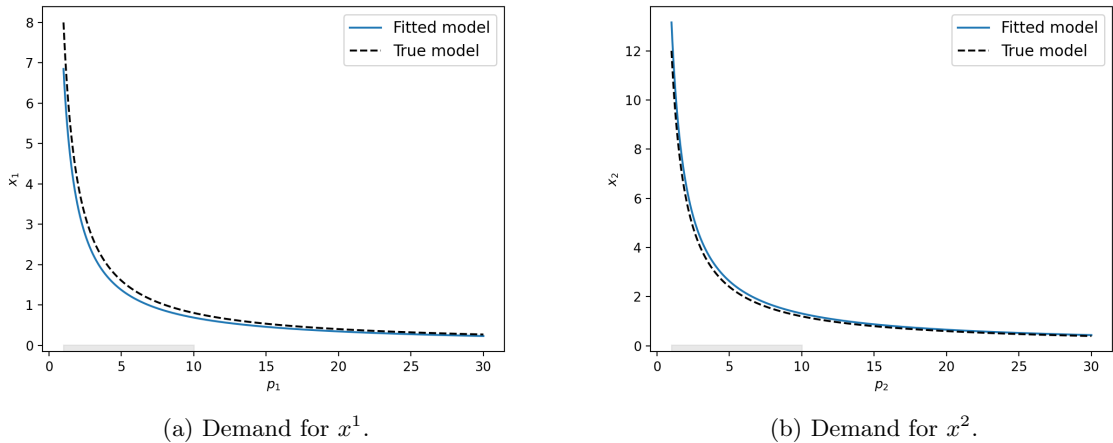 8
7
6
5
4
3
2
1
0
x₁
0 5 10 15 20 25 30
p₁
Fitted model
True model
(a) Demand for x¹.
12
10
8
6
4
2
0
x₂
0 5 10 15 20 25 30
p₂
Fitted model
True model
(b) Demand for x².